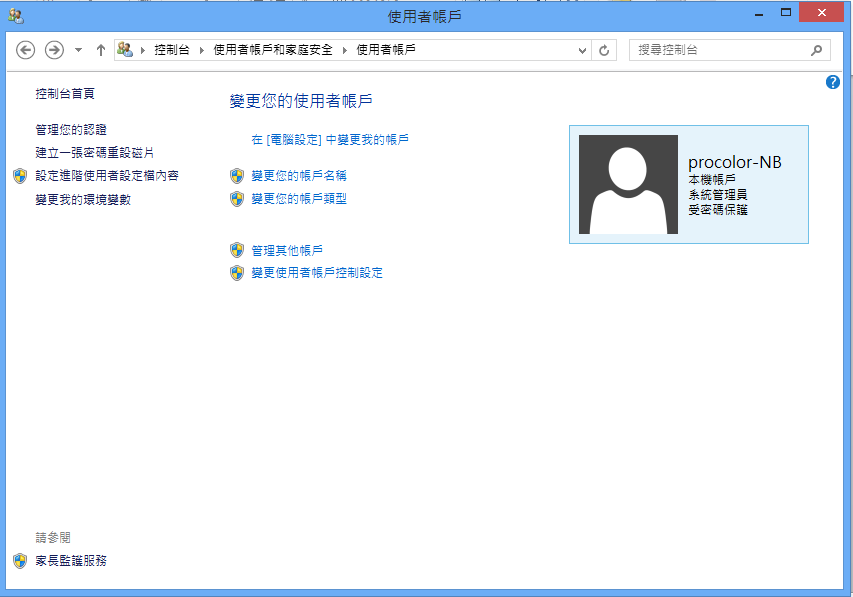 使用者帳戶
控制台 使用者帳戶和家庭安全 使用者帳戶
搜尋控制台
控制台首頁
管理您的認證
建立一張密碼重設磁片
設定進階使用者設定檔內容
變更我的環境變數
變更您的使用者帳戶
在 [電腦設定] 中變更我的帳戶
變更您的帳戶名稱
變更您的帳戶類型
管理其他帳戶
變更使用者帳戶控制設定
procolor-NB
本機帳戶
系統管理員
受密碼保護
請參閱
家長監護服務